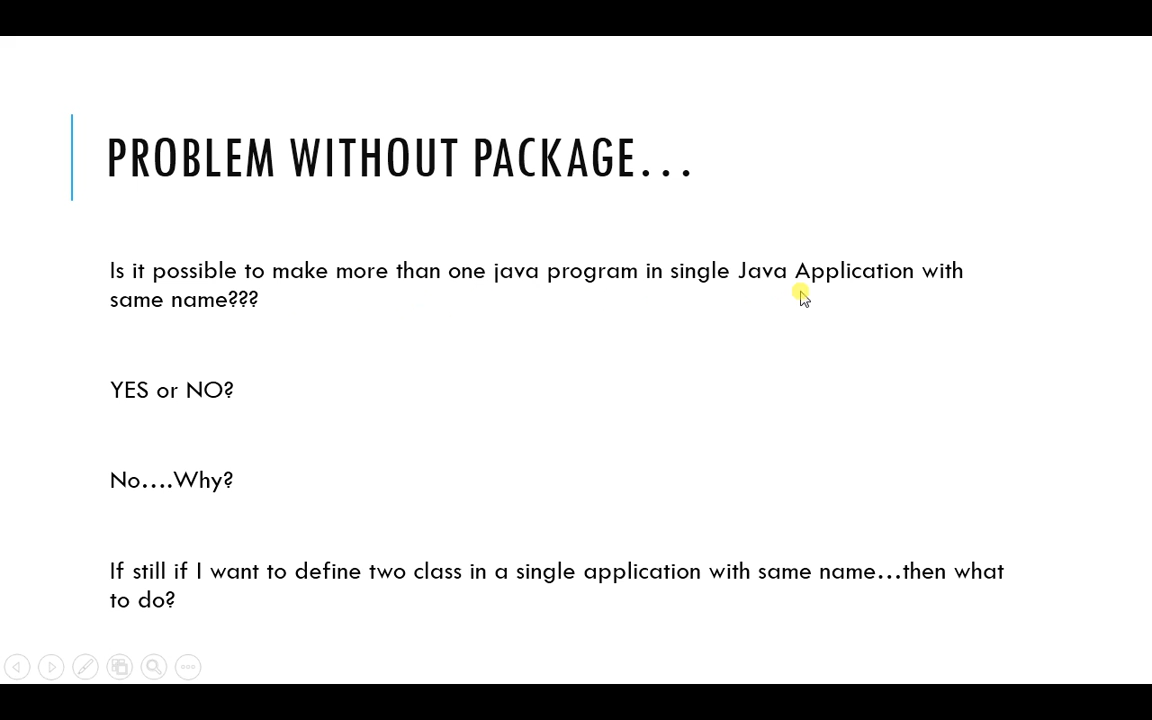 PROBLEM WITHOUT PACKAGE...
Is it possible to make more than one java program in single Java Application with
same name???
YES or NO?
No....Why?
If still if I want to define two class in a single application with same name...then what
to do?